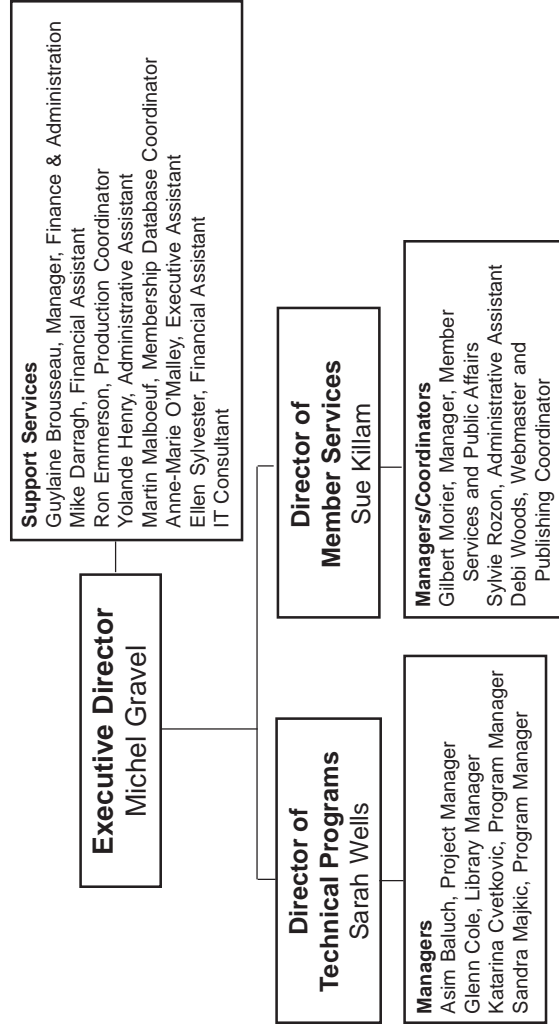 Executive Director
Michel Gravel
Support Services
Guylaine Brousseau, Manager, Finance & Administration
Mike Darragh, Financial Assistant
Ron Emmerson, Production Coordinator
Yolande Henry, Administrative Assistant
Martin Malboeuf, Membership Database Coordinator
Anne-Marie O'Malley, Executive Assistant
Ellen Sylvester, Financial Assistant
IT Consultant
Director of
Technical Programs
Sarah Wells
Director of
Member Services
Sue Killam
Managers
Asim Baluch, Project Manager
Glenn Cole, Library Manager
Katarina Cvetkovic, Program Manager
Sandra Majkic, Program Manager
Managers/Coordinators
Gilbert Morier, Manager, Member
Services and Public Affairs
Sylvie Rozon, Administrative Assistant
Debi Woods, Webmaster and
Publishing Coordinator